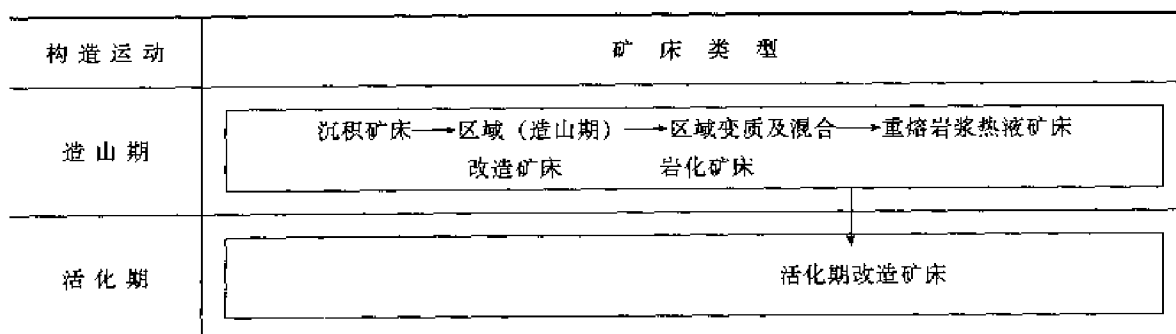 构造运动 矿床类型
造山期 沉积矿床→区域（造山期）→区域变质及混合→重熔岩浆热液矿床
改造矿床 岩化矿床
活化期 活化期改造矿床